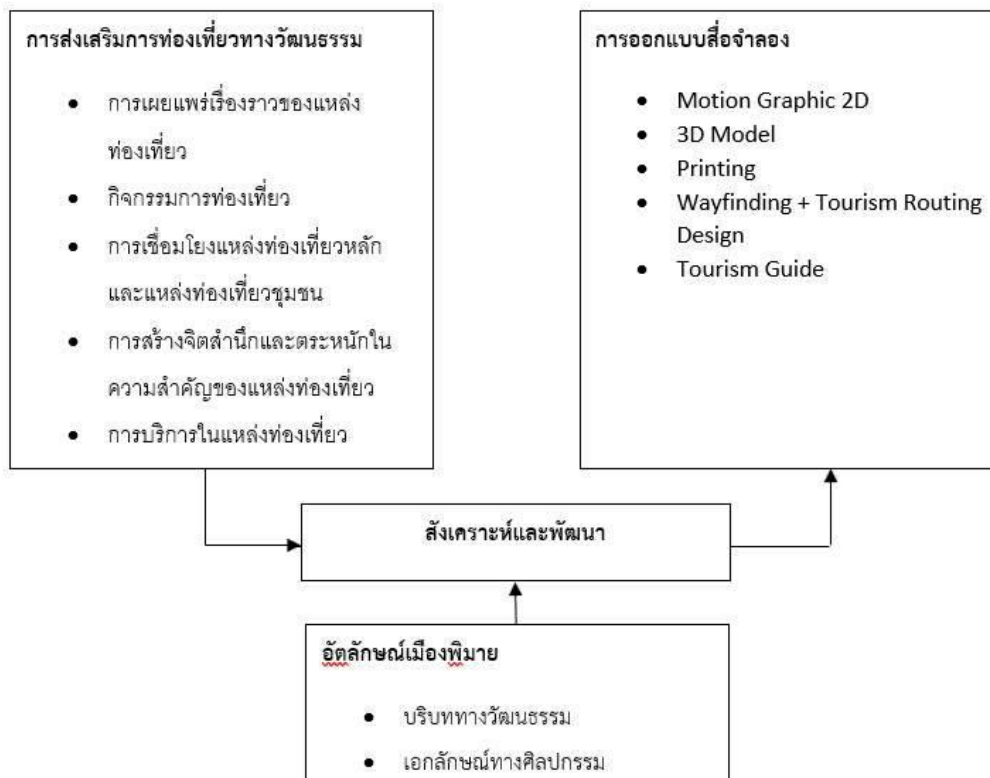 การส่งเสริมการท่องเที่ยวทางวัฒนธรรม
● การเผยแพร่เรื่องราวของแหล่ง
ท่องเที่ยว
● กิจกรรมการท่องเที่ยว
● การเชื่อมโยงแหล่งท่องเที่ยวหลัก
และแหล่งท่องเที่ยวชุมชน
● การสร้างจิตสำนึกและตระหนักใน
ความสำคัญของแหล่งท่องเที่ยว
● การบริการในแหล่งท่องเที่ยว
การออกแบบสื่อจำลอง
● Motion Graphic 2D
● 3D Model
● Printing
● Wayfinding + Tourism Routing
Design
● Tourism Guide
สังเคราะห์และพัฒนา
อัตลักษณ์เมืองพิมาย
● บริบททางวัฒนธรรม
● เอกลักษณ์ทางศิลปกรรม